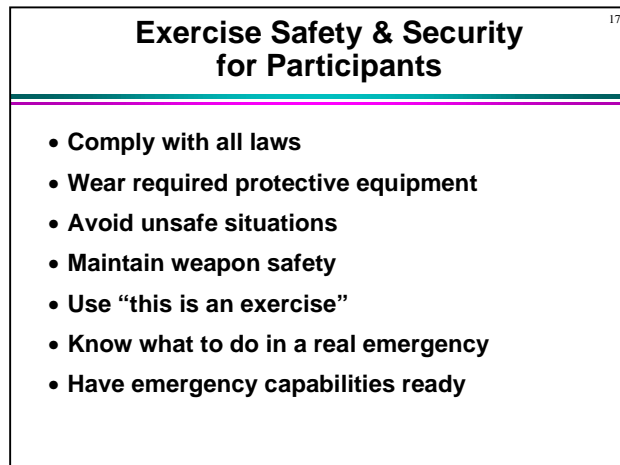 17
Exercise Safety & Security
for Participants
• Comply with all laws
• Wear required protective equipment
• Avoid unsafe situations
• Maintain weapon safety
• Use “this is an exercise”
• Know what to do in a real emergency
• Have emergency capabilities ready